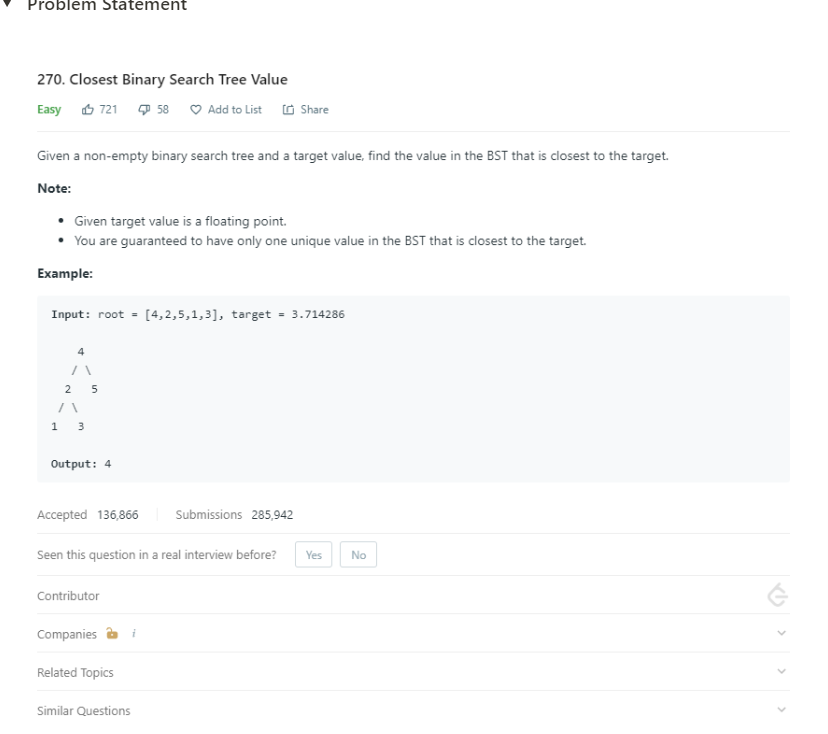 Problem Statement
270. Closest Binary Search Tree Value
Easy 721 58 Add to List Share
Given a non-empty binary search tree and a target value, find the value in the BST that is closest to the target.
Note:
• Given target value is a floating point.
• You are guaranteed to have only one unique value in the BST that is closest to the target.
Example:
Input: root = [4,2,5,1,3], target = 3.714286
4
/ \
2 5
/ \
1 3
Output: 4
Accepted 136,866 Submissions 285,942
Seen this question in a real interview before? Yes No
Contributor
Companies i
Related Topics
Similar Questions